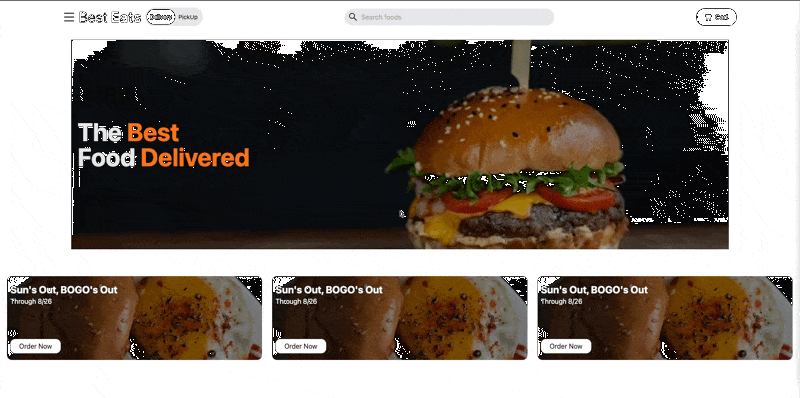 Best Eats
Delivery PickUp
Search foods
Cart
The Best
Food Delivered
Sun's Out, BOGO's Out
Through 8/26
Order Now
Sun's Out, BOGO's Out
Through 8/26
Order Now
Sun's Out, BOGO's Out
Through 8/26
Order Now